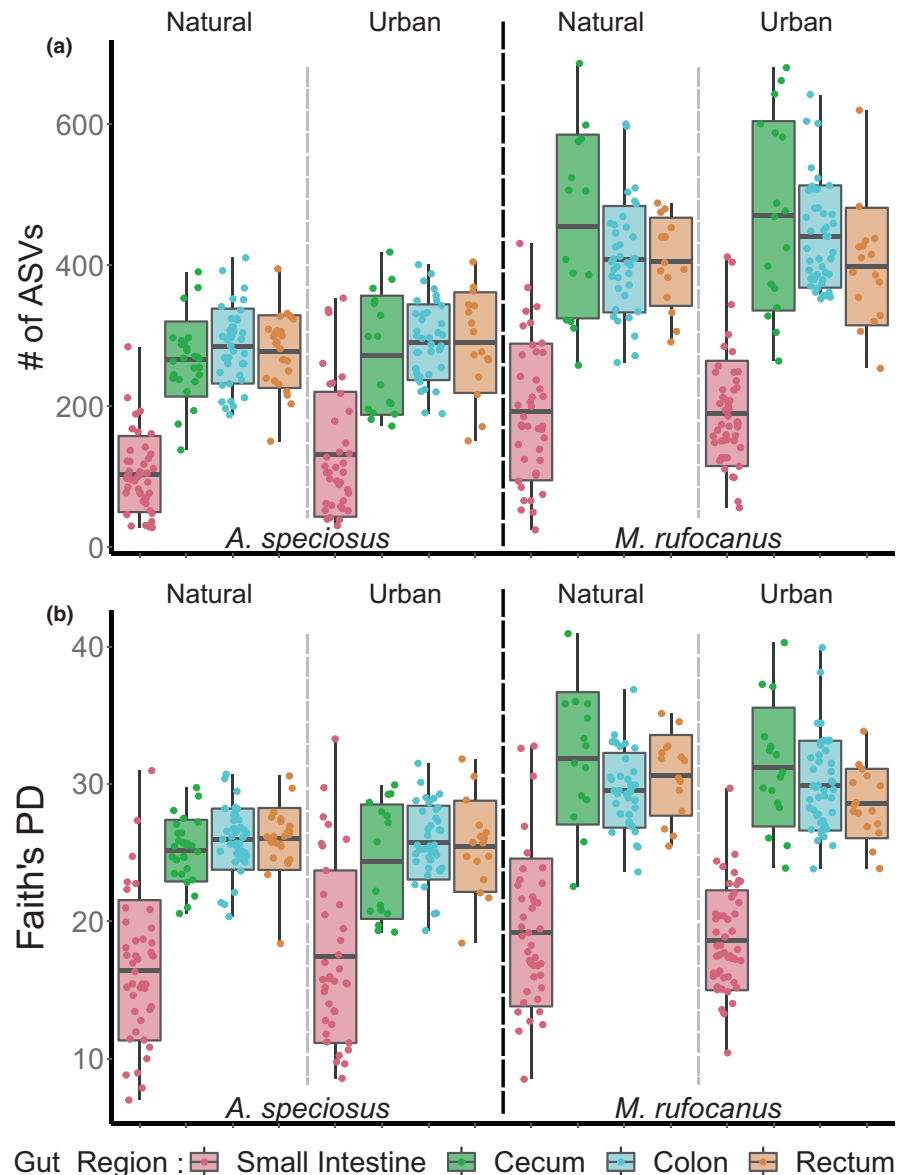 Natural Urban Natural Urban
(a)
# of ASVs
600
400
200
0
A. speciosus M. rufocanus
Natural Urban Natural Urban
(b)
Faith's PD
40
30
20
10
A. speciosus M. rufocanus
Gut Region : Small Intestine Cecum Colon Rectum